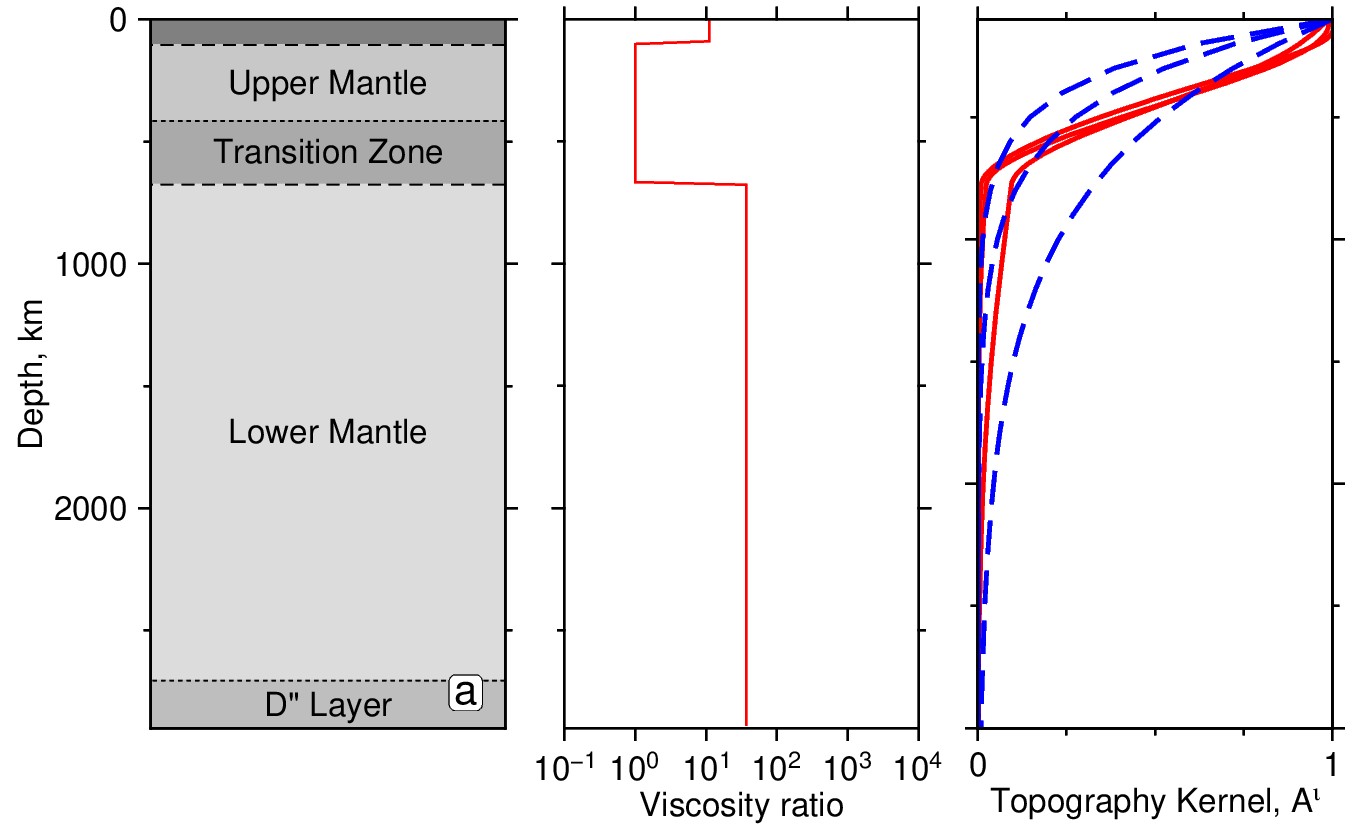 0
1000
2000
Depth, km
Upper Mantle
Transition Zone
Lower Mantle
D" Layer
a
10⁻¹ 10⁰ 10¹ 10² 10³ 10⁴
Viscosity ratio
0 1
Topography Kernel, Aᶥ